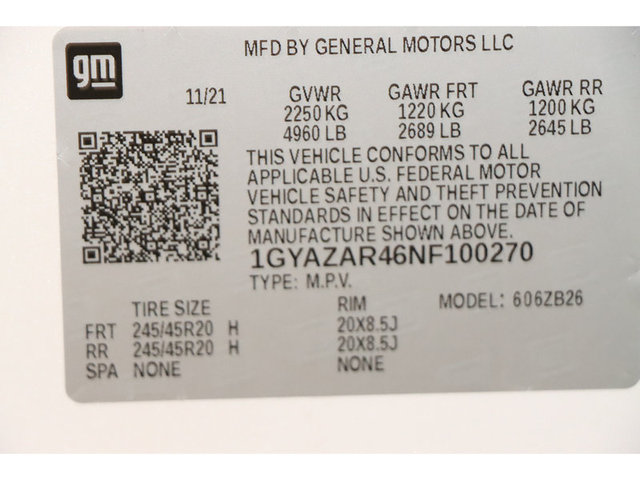 gm
MFD BY GENERAL MOTORS LLC
11/21
GVWR GAWR FRT GAWR RR
2250 KG 1220 KG 1200 KG
4960 LB 2689 LB 2645 LB
THIS VEHICLE CONFORMS TO ALL
APPLICABLE U.S. FEDERAL MOTOR
VEHICLE SAFETY AND THEFT PREVENTION
STANDARDS IN EFFECT ON THE DATE OF
MANUFACTURE SHOWN ABOVE.
1GYAZAR46NF100270
TYPE: M.P.V.
TIRE SIZE RIM MODEL: 606ZB26
FRT 245/45R20 H 20X8.5J
RR 245/45R20 H 20X8.5J
SPA NONE NONE